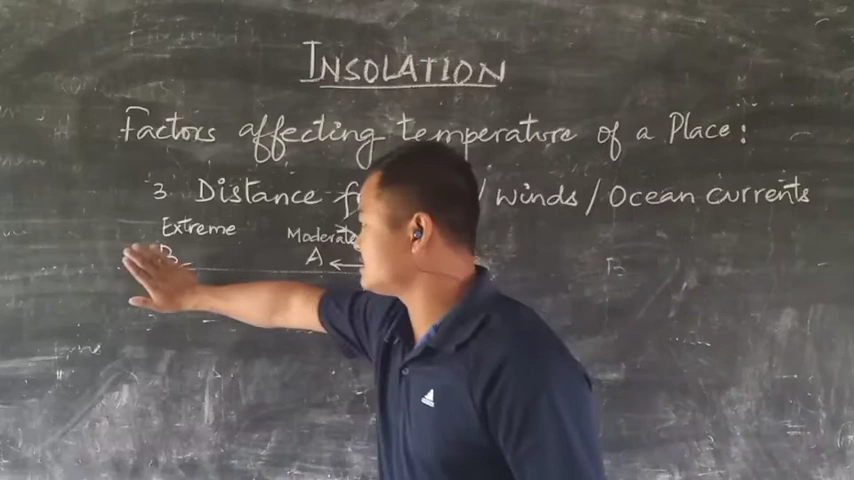 INSOLATION
Factors affecting temperature of a Place:
3 Distance / Winds / Ocean currents
Extreme
Moderate
B A